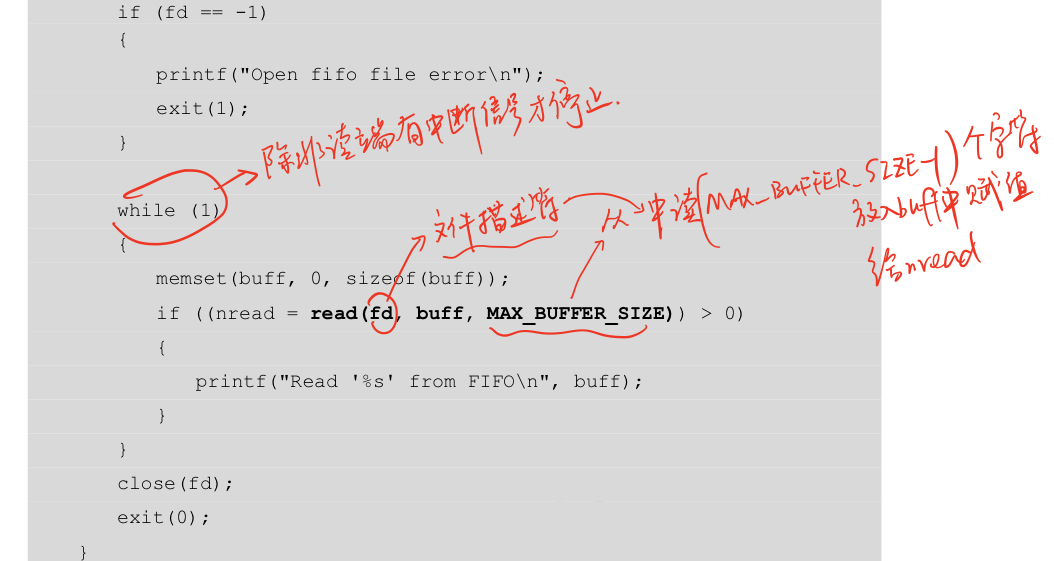 if (fd == -1)
{
printf("Open fifo file error\n");
exit(1);
}
除非读端有中断信号才停止.
while (1)
文件描述符
从 中读(MAX_BUFFER_SIZE-1)个字符
放入buff中赋值
给nread
{
memset(buff, 0, sizeof(buff));
if ((nread = read(fd, buff, MAX_BUFFER_SIZE)) > 0)
{
printf("Read '%s' from FIFO\n", buff);
}
}
close(fd);
exit(0);
}